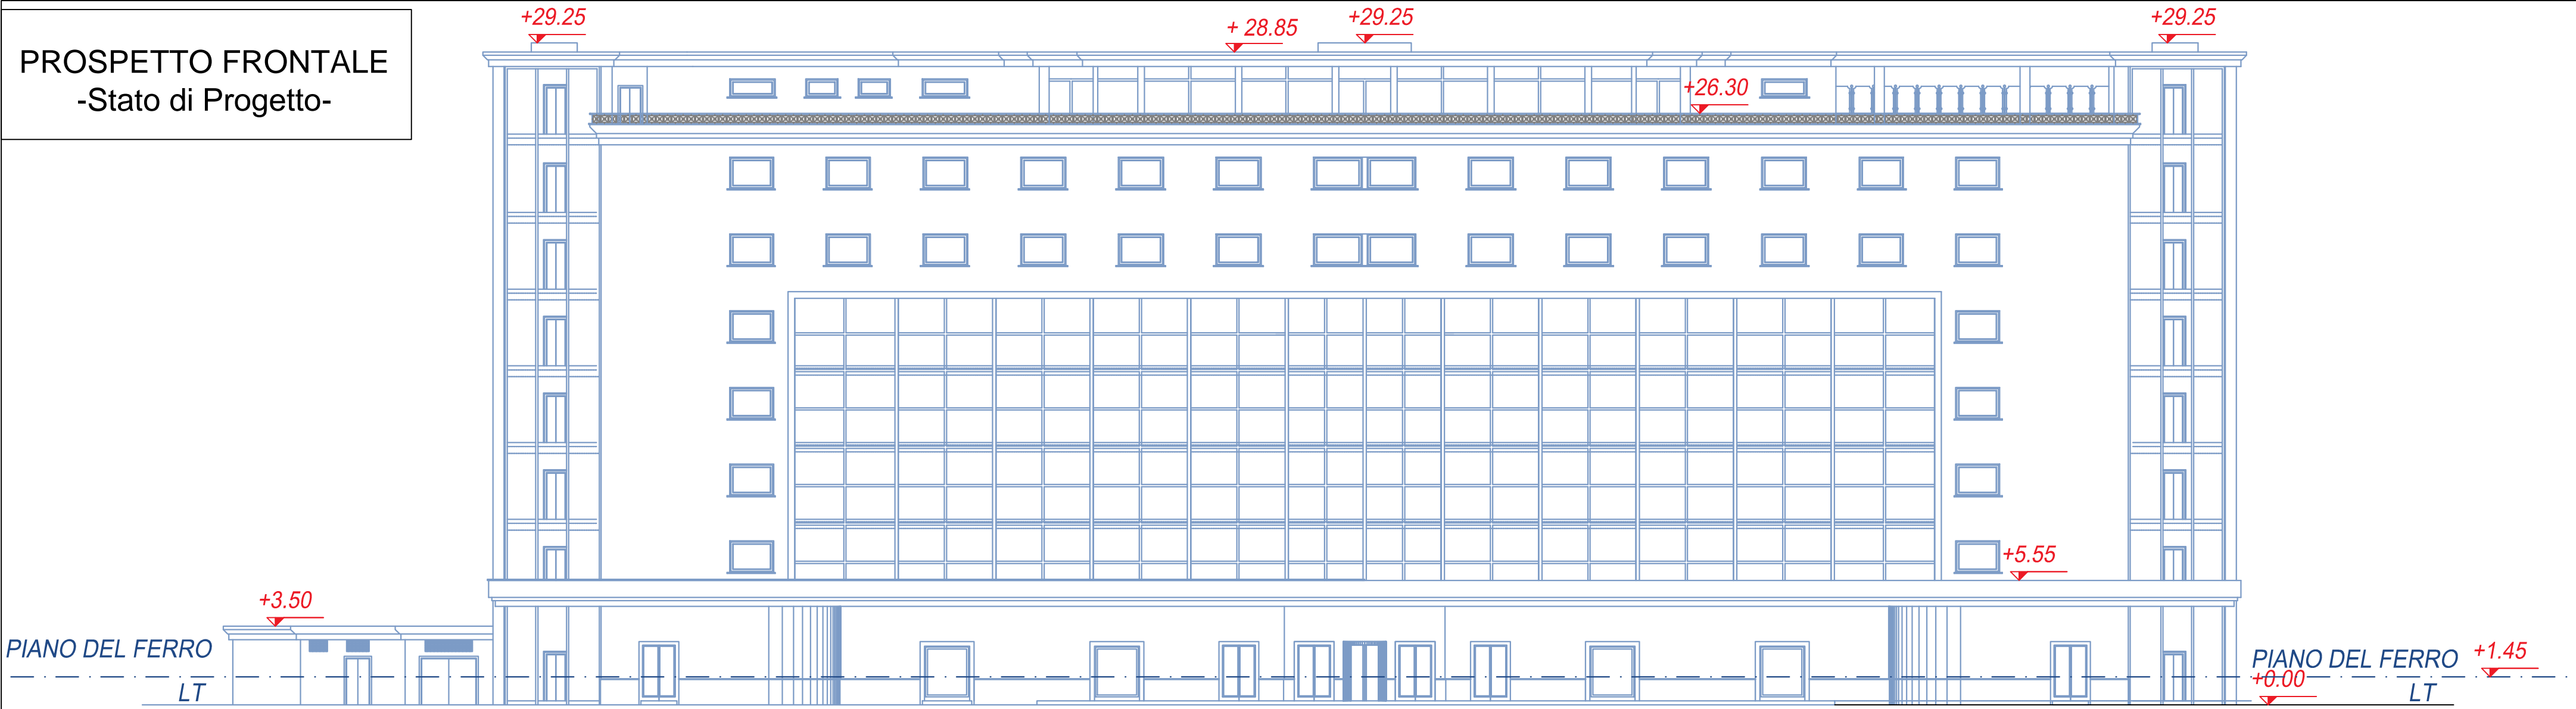 PROSPETTO FRONTALE
-Stato di Progetto-
+29.25
+ 28.85
+29.25
+29.25
+26.30
+5.55
+3.50
PIANO DEL FERRO
LT
PIANO DEL FERRO
+1.45
+0.00
LT